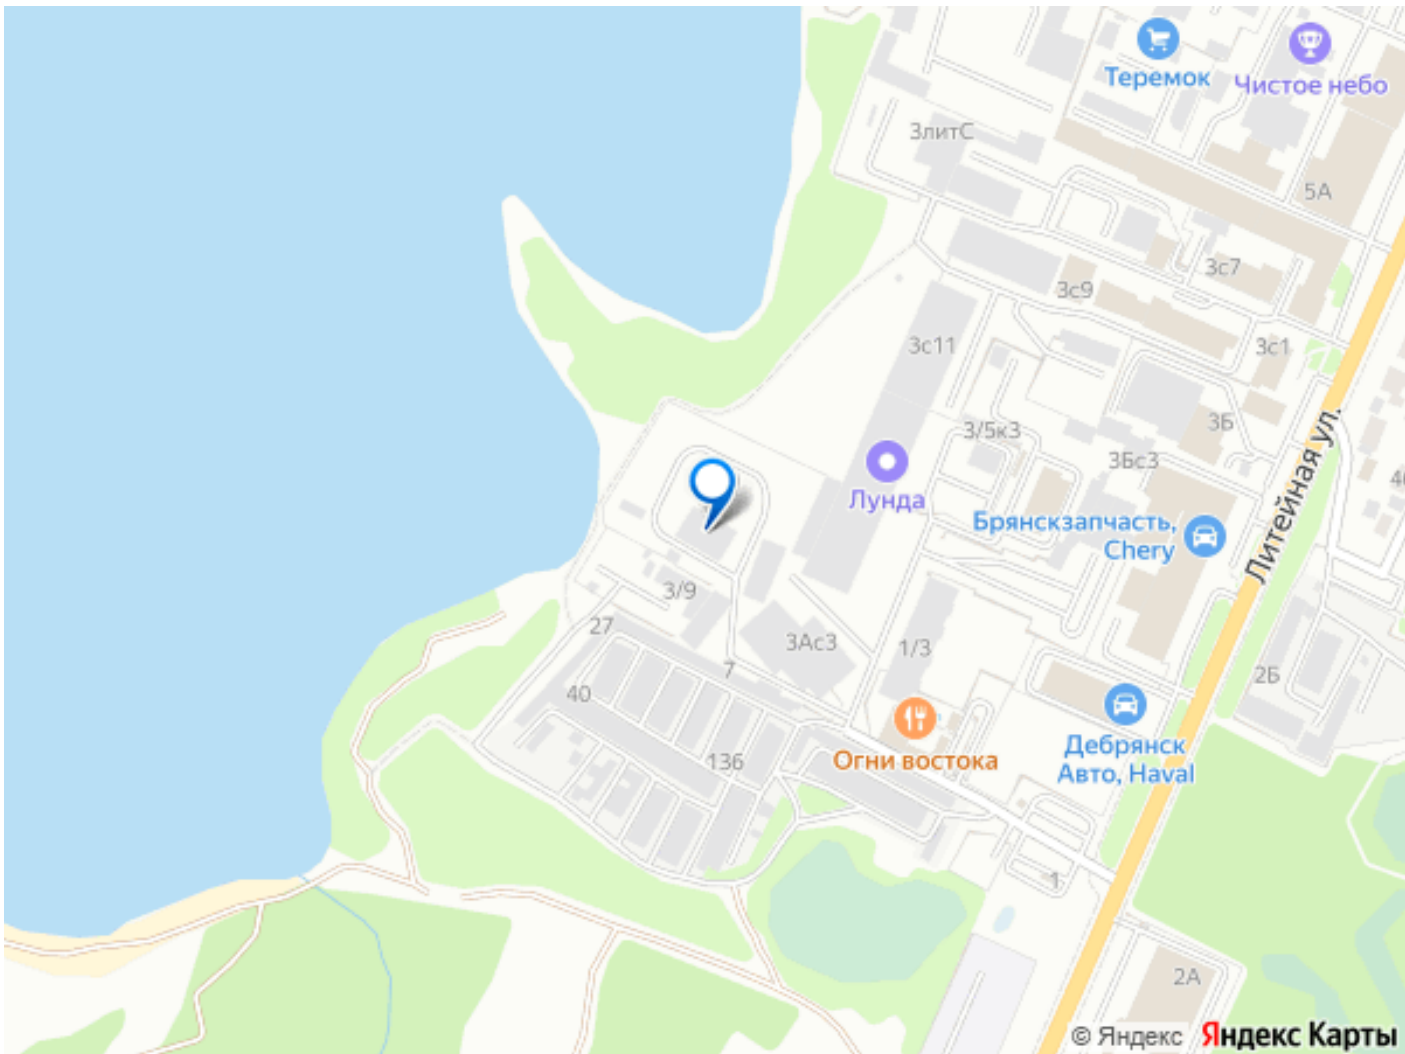 Теремок
Чистое небо
3литС
5А
3с7
3с9
3с1
3с11
3Б
3/5к3
3Бс3
Лунда
Брянскзапчасть,
Chery
Литейная ул.
3/9
27
3Ас3
1/3
7
2Б
40
136
Огни востока
Дебрянск
Авто, Haval
1
2А
© Яндекс
Яндекс Карты